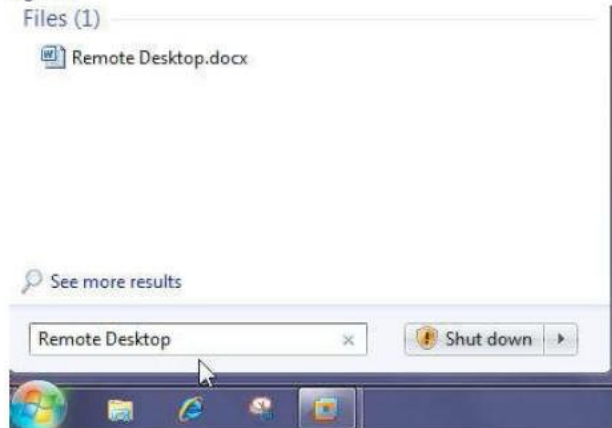 Files (1)
Remote Desktop.docx
See more results
Remote Desktop
Shut down